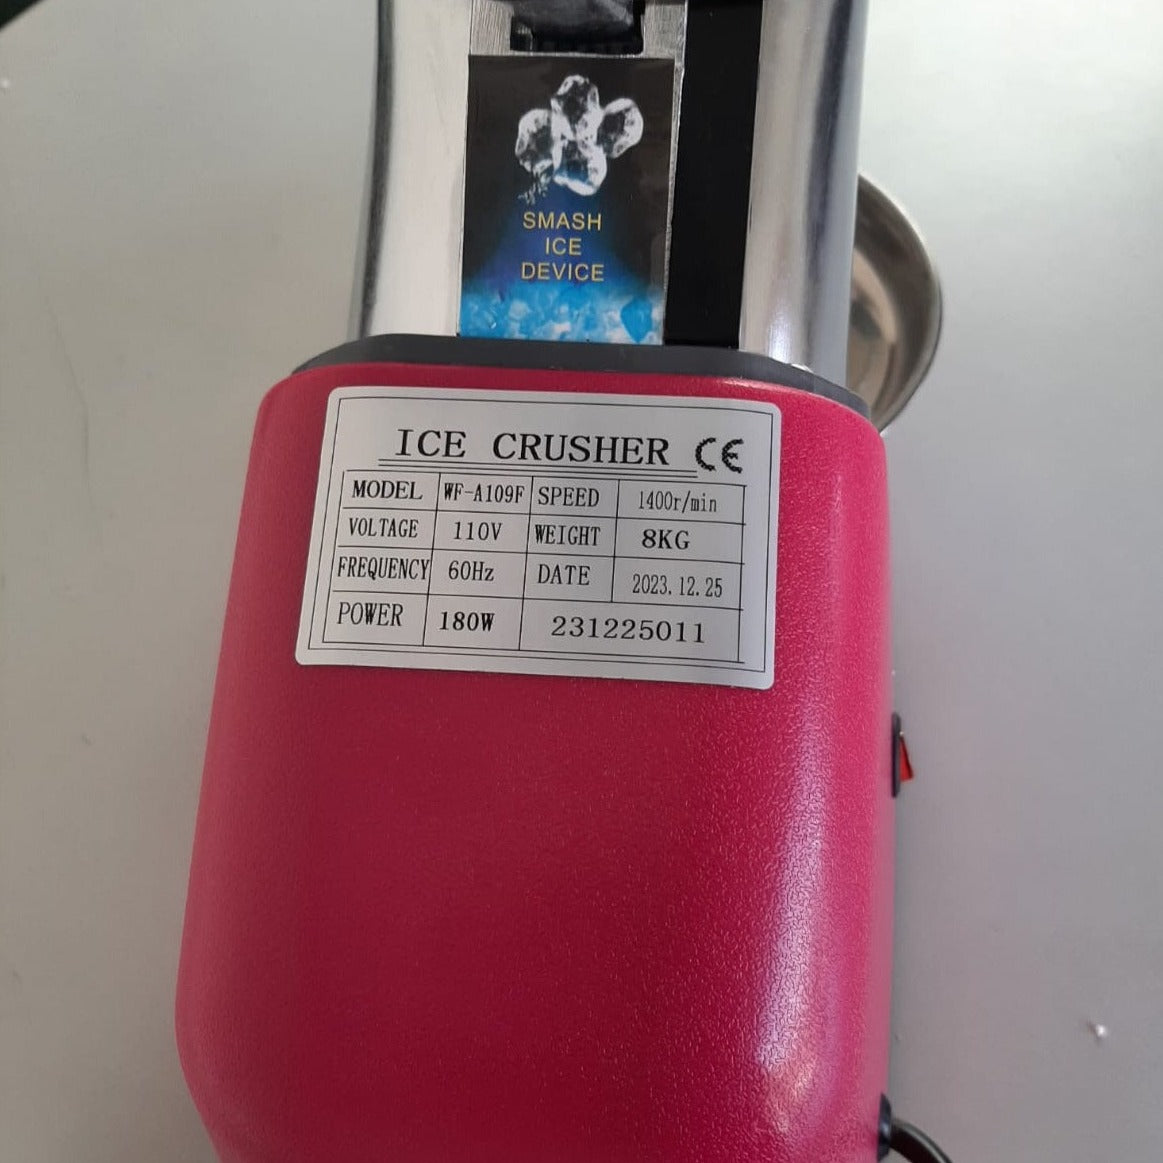 SMASH
ICE
DEVICE
ICE CRUSHER CE
MODEL WF-A109F SPEED 1400r/min
VOLTAGE 110V WEIGHT 8KG
FREQUENCY 60Hz DATE 2023.12.25
POWER 180W 231225011